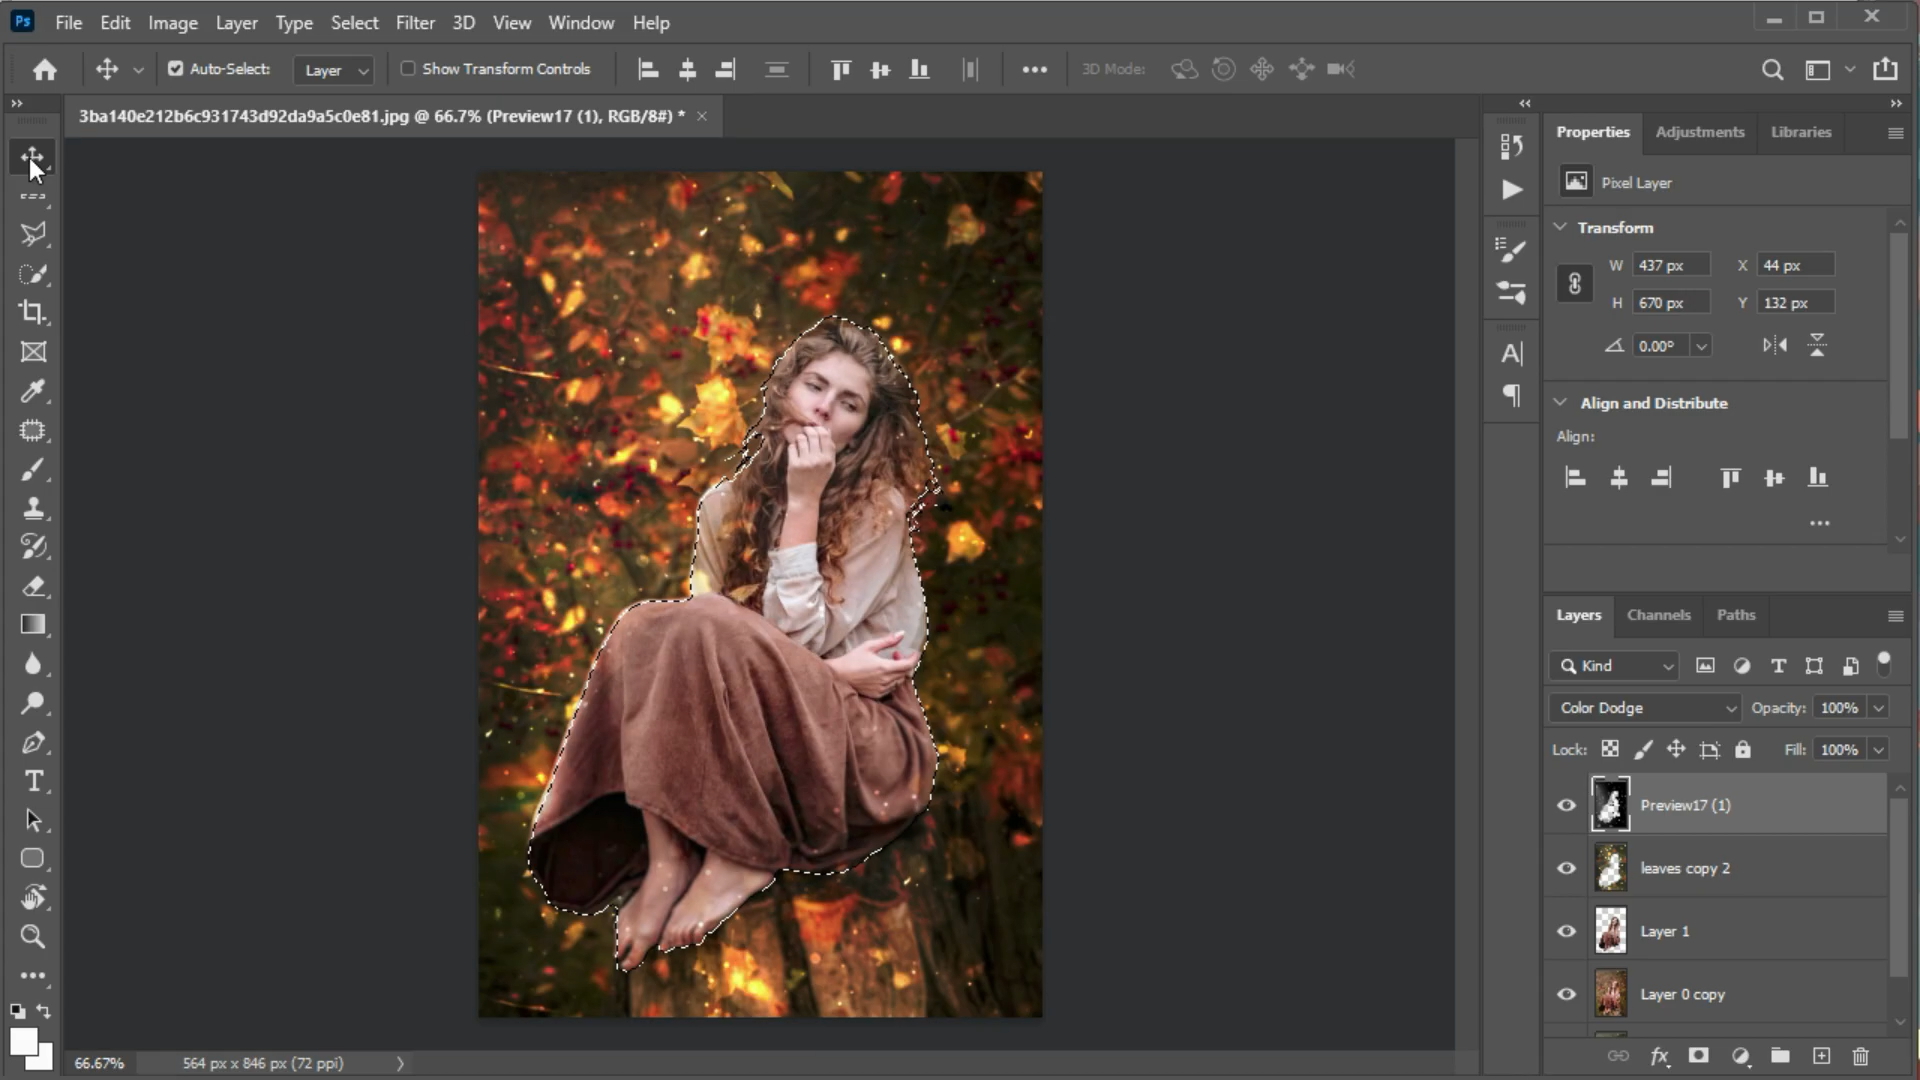 Ps File Edit Image Layer Type Select Filter 3D View Window Help
Auto-Select: Layer Show Transform Controls 3D Mode:
3ba140e212b6c931743d92da9a5c0e81.jpg @ 66.7% (Preview17 (1), RGB/8#) *
Properties Adjustments Libraries
Pixel Layer
Transform
W 437 px X 44 px
H 670 px Y 132 px
0.00°
Align and Distribute
Align:
Layers Channels Paths
Kind
Color Dodge Opacity: 100%
Lock: Fill: 100%
Preview17 (1)
leaves copy 2
Layer 1
Layer 0 copy
66.67% 564 px x 846 px (72 ppi)